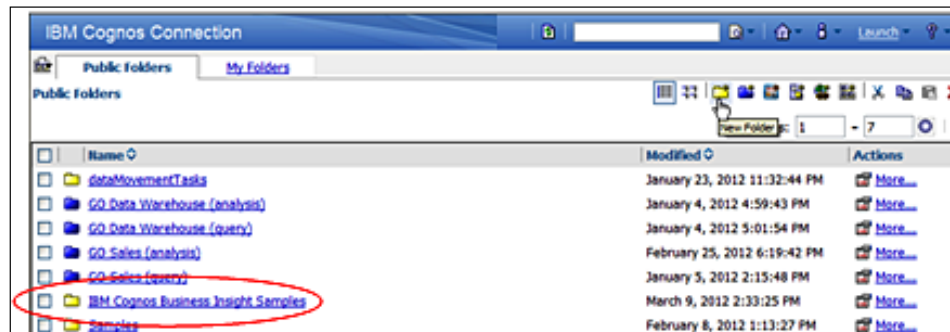 IBM Cognos Connection Launch
Public Folders My Folders
Public Folders
New Folder 1 - 7
Name Modified Actions
dataMovementTasks January 23, 2012 11:32:44 PM More...
GO Data Warehouse (analysis) January 4, 2012 4:59:43 PM More...
GO Data Warehouse (query) January 4, 2012 5:01:54 PM More...
GO Sales (analysis) February 25, 2012 6:19:42 PM More...
GO Sales (query) January 5, 2012 2:15:48 PM More...
IBM Cognos Business Insight Samples March 9, 2012 2:33:25 PM More...
Samples February 8, 2012 1:13:27 PM More...